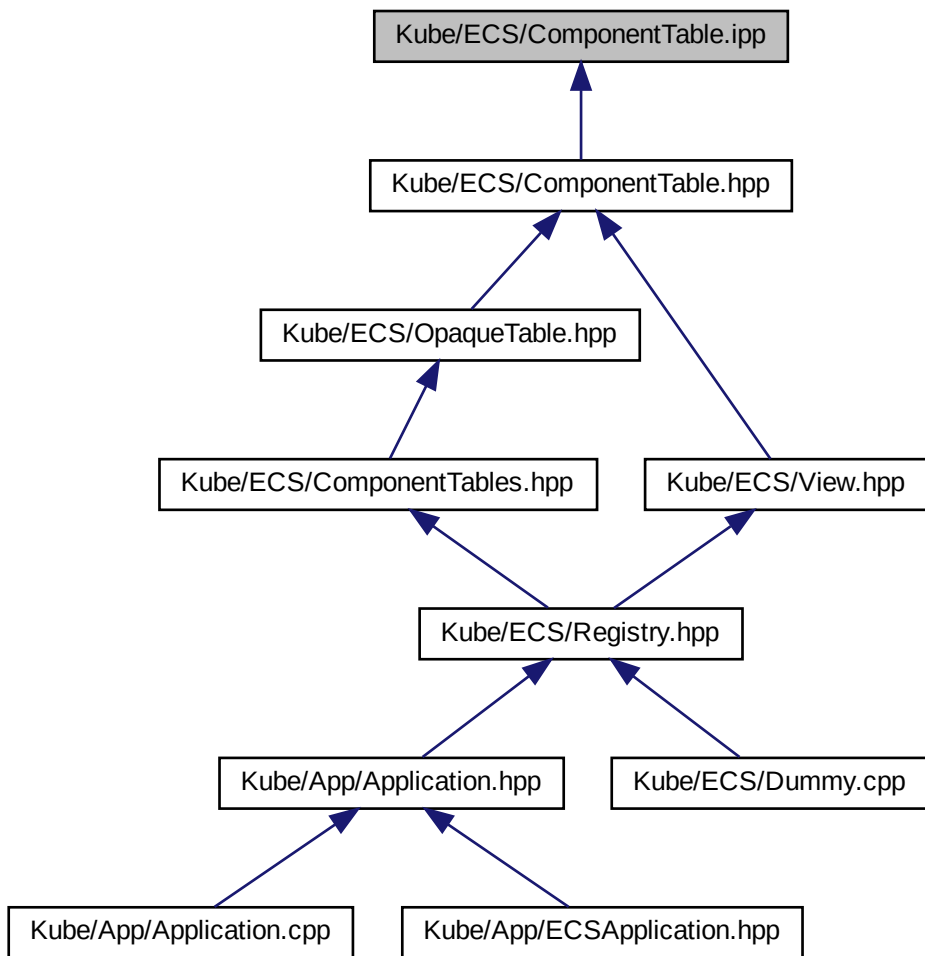 Kube/ECS/ComponentTable.ipp
Kube/ECS/ComponentTable.hpp
Kube/ECS/OpaqueTable.hpp
Kube/ECS/ComponentTables.hpp
Kube/ECS/View.hpp
Kube/ECS/Registry.hpp
Kube/App/Application.hpp
Kube/ECS/Dummy.cpp
Kube/App/Application.cpp
Kube/App/ECSApplication.hpp